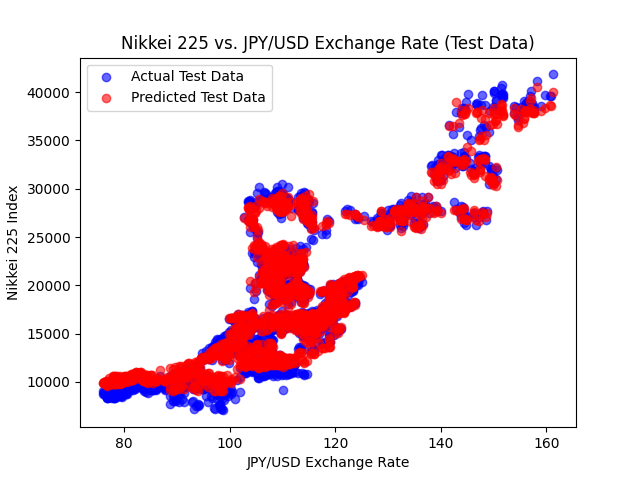 Nikkei 225 vs. JPY/USD Exchange Rate (Test Data)
Actual Test Data
Predicted Test Data
40000
35000
30000
25000
20000
15000
10000
Nikkei 225 Index
80 100 120 140 160
JPY/USD Exchange Rate